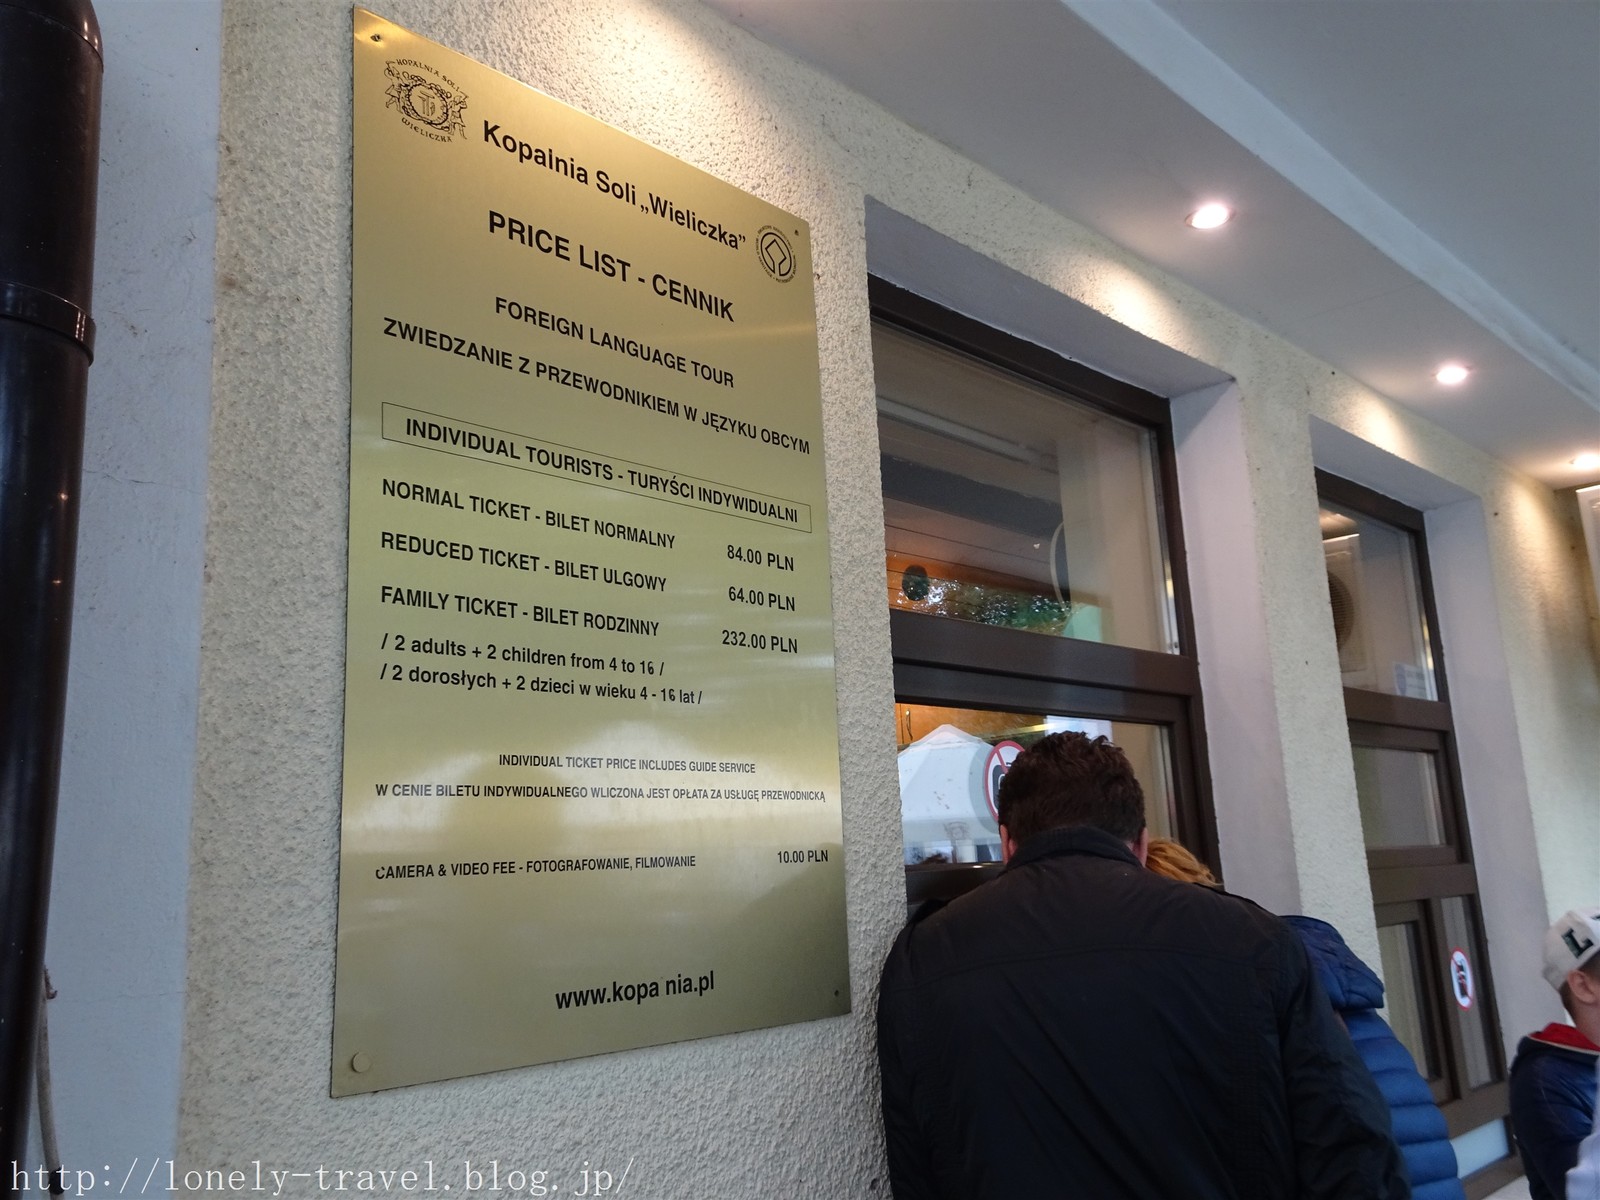 KOPALNIA SOLI
WIELICZKA
Kopalnia Soli „Wieliczka”
PRICE LIST - CENNIK
FOREIGN LANGUAGE TOUR
ZWIEDZANIE Z PRZEWODNIKIEM W JĘZYKU OBCYM
INDIVIDUAL TOURISTS - TURYŚCI INDYWIDUALNI
NORMAL TICKET - BILET NORMALNY 84.00 PLN
REDUCED TICKET - BILET ULGOWY 64.00 PLN
FAMILY TICKET - BILET RODZINNY 232.00 PLN
/ 2 adults + 2 children from 4 to 16 /
/ 2 dorosłych + 2 dzieci w wieku 4 - 16 lat /
INDIVIDUAL TICKET PRICE INCLUDES GUIDE SERVICE
W CENIE BILETU INDYWIDUALNEGO WLICZONA JEST OPŁATA ZA USŁUGĘ PRZEWODNICKĄ
CAMERA & VIDEO FEE - FOTOGRAFOWANIE, FILMOWANIE 10.00 PLN
www.kopa nia.pl
L
http://lonely-travel.blog.jp/